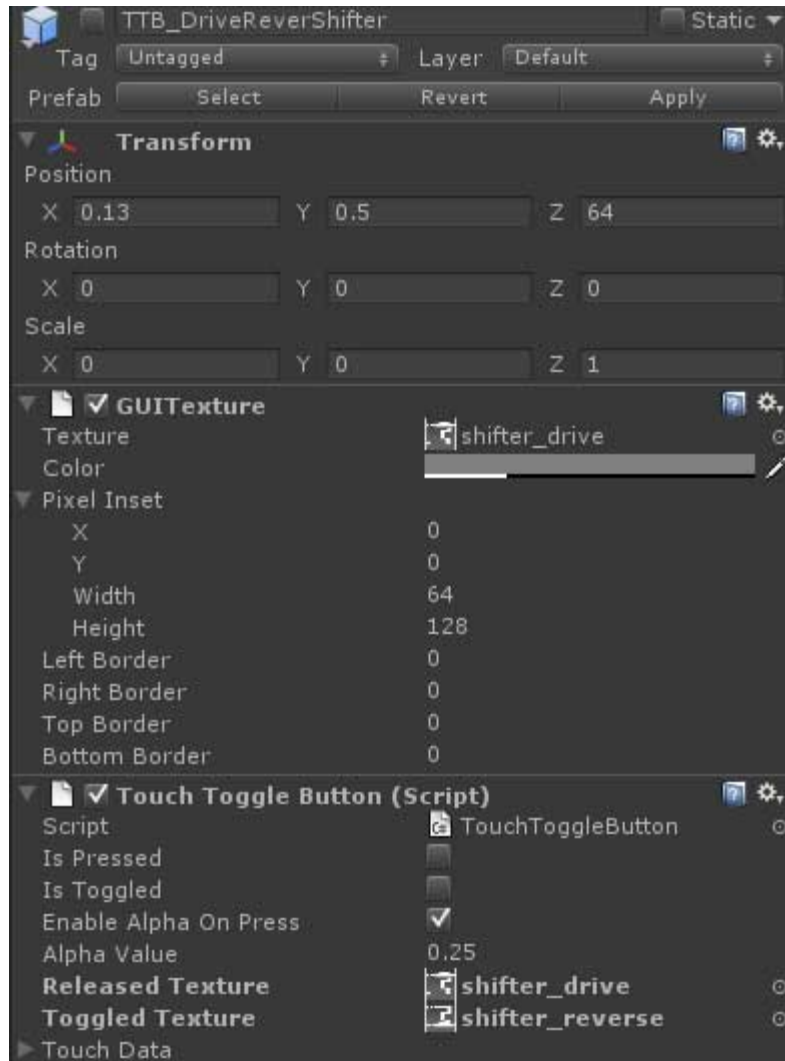 TTB_DriveReverShifter Static
Tag Untagged Layer Default
Prefab Select Revert Apply
Transform
Position
X 0.13 Y 0.5 Z 64
Rotation
X 0 Y 0 Z 0
Scale
X 0 Y 0 Z 1
GUITexture
Texture shifter_drive
Color
Pixel Inset
X 0
Y 0
Width 64
Height 128
Left Border 0
Right Border 0
Top Border 0
Bottom Border 0
Touch Toggle Button (Script)
Script TouchToggleButton
Is Pressed
Is Toggled
Enable Alpha On Press
Alpha Value 0.25
Released Texture shifter_drive
Toggled Texture shifter_reverse
Touch Data